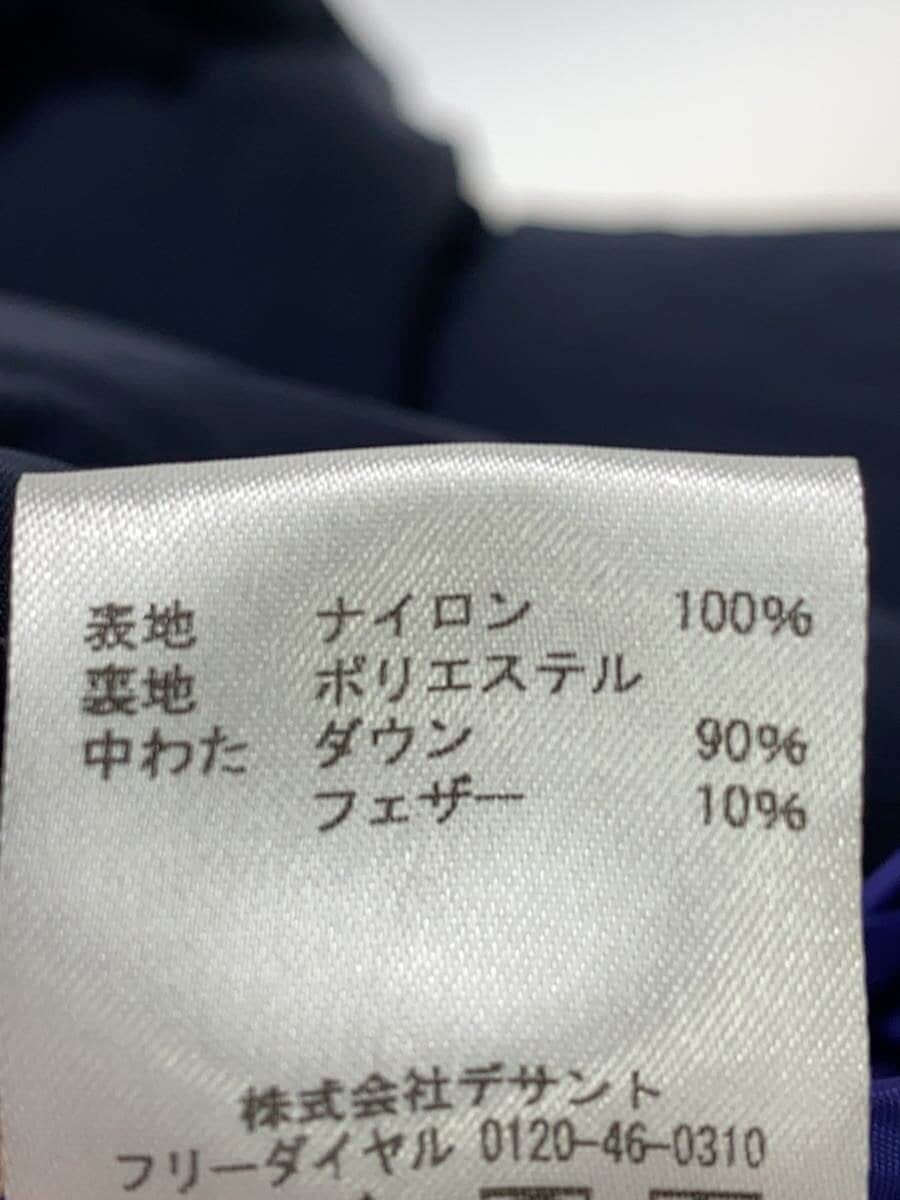 表地 ナイロン 100%
裏地 ポリエステル
中わた ダウン 90%
フェザー 10%
株式会社デサント
フリーダイヤル 0120-46-0310